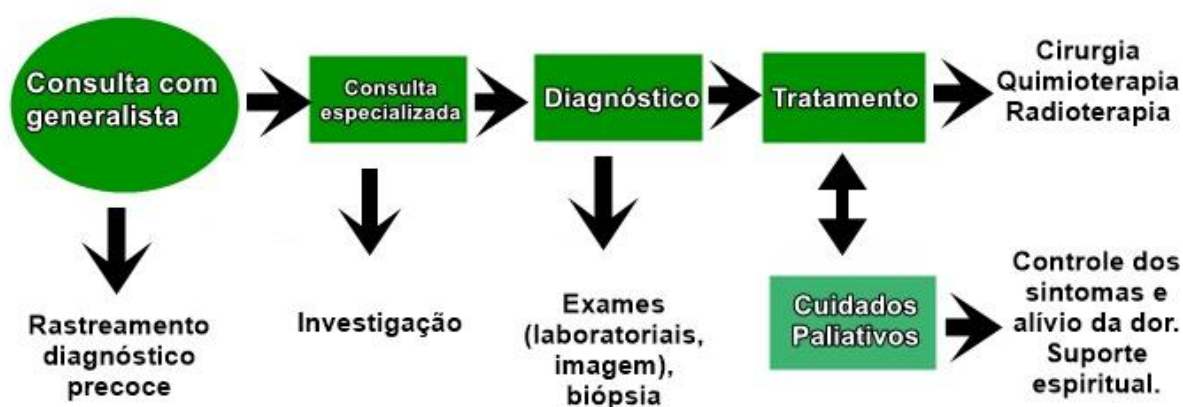 Consulta com
generalista
Consulta
especializada
Diagnóstico
Tratamento
Cirurgia
Quimioterapia
Radioterapia
Rastreamento
diagnóstico
precoce
Investigação
Exames
(laboratoriais,
imagem),
biópsia
Cuidados
Paliativos
Controle dos
sintomas e
alívio da dor.
Suporte
espiritual.